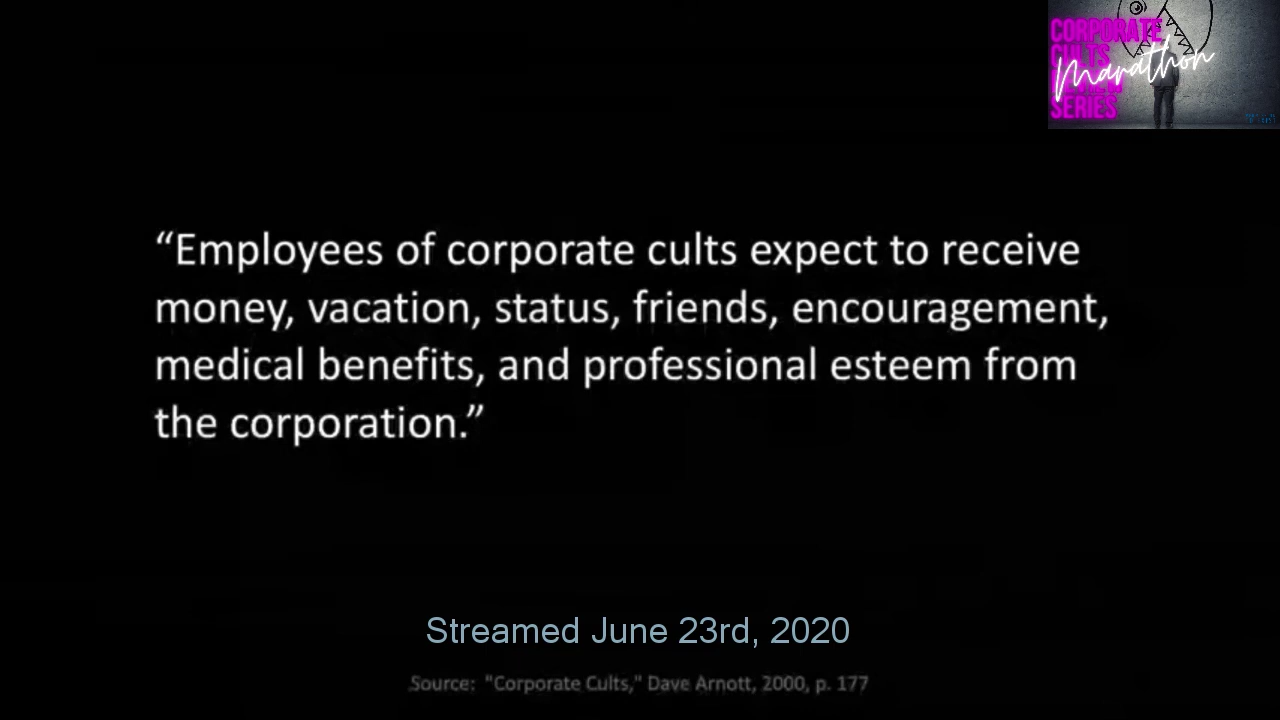 CORPORATE
CULTS
Marathon
SERIES
“Employees of corporate cults expect to receive
money, vacation, status, friends, encouragement,
medical benefits, and professional esteem from
the corporation.”
Streamed June 23rd, 2020
Source: "Corporate Cults," Dave Arnott, 2000, p. 177